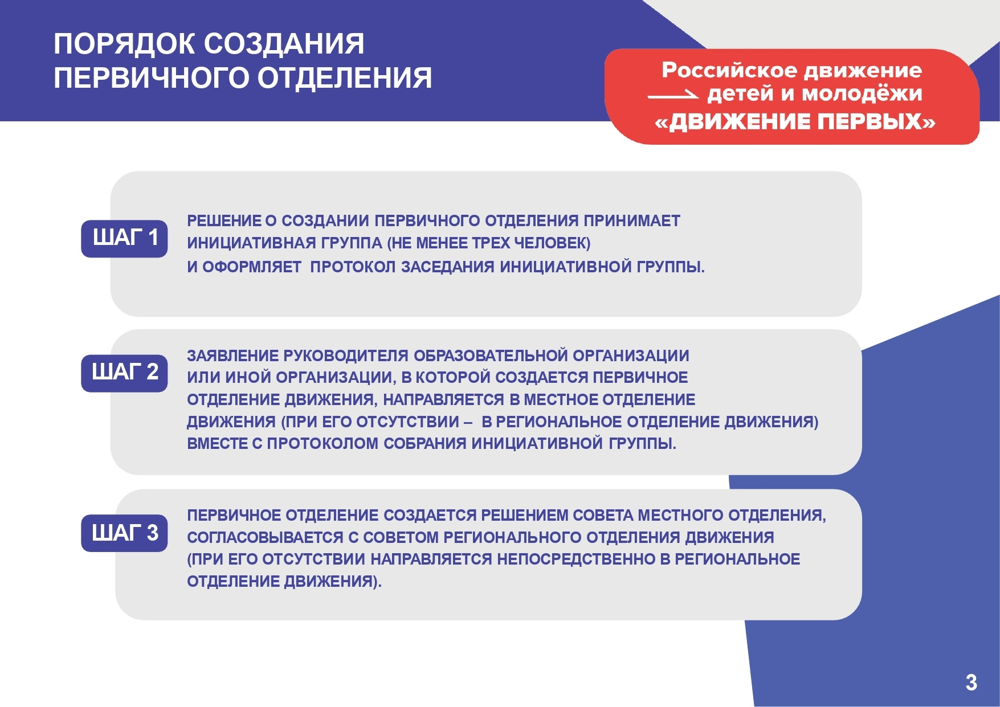 ПОРЯДОК СОЗДАНИЯ
ПЕРВИЧНОГО ОТДЕЛЕНИЯ
Российское движение
детей и молодёжи
«ДВИЖЕНИЕ ПЕРВЫХ»
ШАГ 1
РЕШЕНИЕ О СОЗДАНИИ ПЕРВИЧНОГО ОТДЕЛЕНИЯ ПРИНИМАЕТ
ИНИЦИАТИВНАЯ ГРУППА (НЕ МЕНЕЕ ТРЕХ ЧЕЛОВЕК)
И ОФОРМЛЯЕТ ПРОТОКОЛ ЗАСЕДАНИЯ ИНИЦИАТИВНОЙ ГРУППЫ.
ШАГ 2
ЗАЯВЛЕНИЕ РУКОВОДИТЕЛЯ ОБРАЗОВАТЕЛЬНОЙ ОРГАНИЗАЦИИ
ИЛИ ИНОЙ ОРГАНИЗАЦИИ, В КОТОРОЙ СОЗДАЕТСЯ ПЕРВИЧНОЕ
ОТДЕЛЕНИЕ ДВИЖЕНИЯ, НАПРАВЛЯЕТСЯ В МЕСТНОЕ ОТДЕЛЕНИЕ
ДВИЖЕНИЯ (ПРИ ЕГО ОТСУТСТВИИ – В РЕГИОНАЛЬНОЕ ОТДЕЛЕНИЕ ДВИЖЕНИЯ)
ВМЕСТЕ С ПРОТОКОЛОМ СОБРАНИЯ ИНИЦИАТИВНОЙ ГРУППЫ.
ШАГ 3
ПЕРВИЧНОЕ ОТДЕЛЕНИЕ СОЗДАЕТСЯ РЕШЕНИЕМ СОВЕТА МЕСТНОГО ОТДЕЛЕНИЯ,
СОГЛАСОВЫВАЕТСЯ С СОВЕТОМ РЕГИОНАЛЬНОГО ОТДЕЛЕНИЯ ДВИЖЕНИЯ
(ПРИ ЕГО ОТСУТСТВИИ НАПРАВЛЯЕТСЯ НЕПОСРЕДСТВЕННО В РЕГИОНАЛЬНОЕ
ОТДЕЛЕНИЕ ДВИЖЕНИЯ).
3